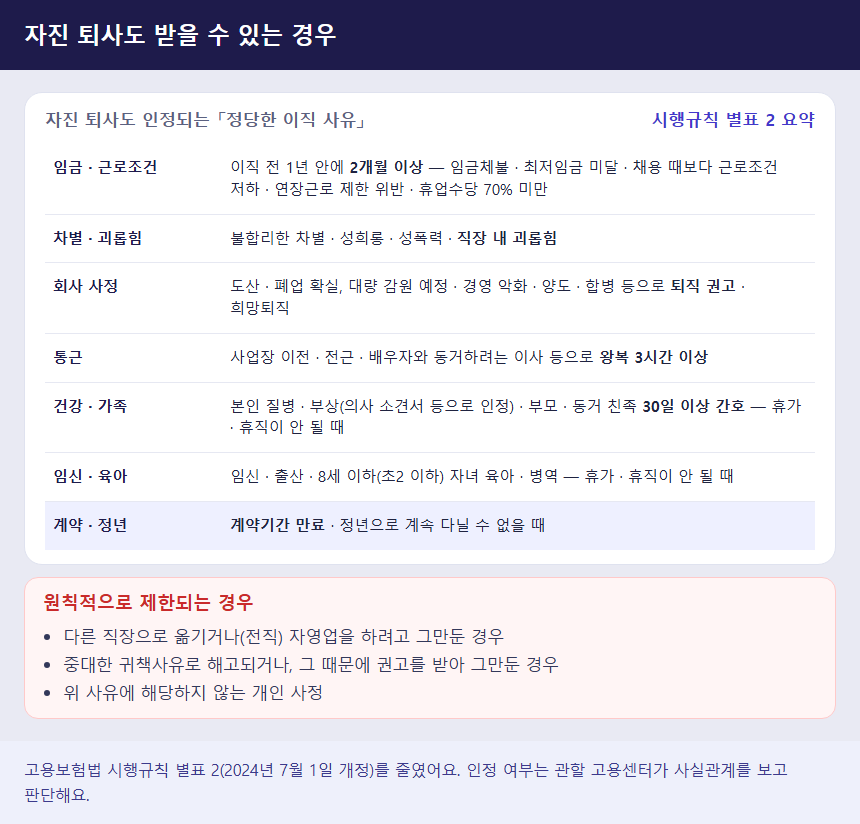 자진 퇴사도 받을 수 있는 경우
자진 퇴사도 인정되는 「정당한 이직 사유」
시행규칙 별표 2 요약
임금 · 근로조건
이직 전 1년 안에 2개월 이상 — 임금체불 · 최저임금 미달 · 채용 때보다 근로조건
저하 · 연장근로 제한 위반 · 휴업수당 70% 미만
차별 · 괴롭힘
불합리한 차별 · 성희롱 · 성폭력 · 직장 내 괴롭힘
회사 사정
도산 · 폐업 확실, 대량 감원 예정 · 경영 악화 · 양도 · 합병 등으로 퇴직 권고 ·
희망퇴직
통근
사업장 이전 · 전근 · 배우자와 동거하려는 이사 등으로 왕복 3시간 이상
건강 · 가족
본인 질병 · 부상(의사 소견서 등으로 인정) · 부모 · 동거 친족 30일 이상 간호 — 휴가
· 휴직이 안 될 때
임신 · 육아
임신 · 출산 · 8세 이하(초2 이하) 자녀 육아 · 병역 — 휴가 · 휴직이 안 될 때
계약 · 정년
계약기간 만료 · 정년으로 계속 다닐 수 없을 때
원칙적으로 제한되는 경우
• 다른 직장으로 옮기거나(전직) 자영업을 하려고 그만둔 경우
• 중대한 귀책사유로 해고되거나, 그 때문에 권고를 받아 그만둔 경우
• 위 사유에 해당하지 않는 개인 사정
고용보험법 시행규칙 별표 2(2024년 7월 1일 개정)를 줄였어요. 인정 여부는 관할 고용센터가 사실관계를 보고
판단해요.